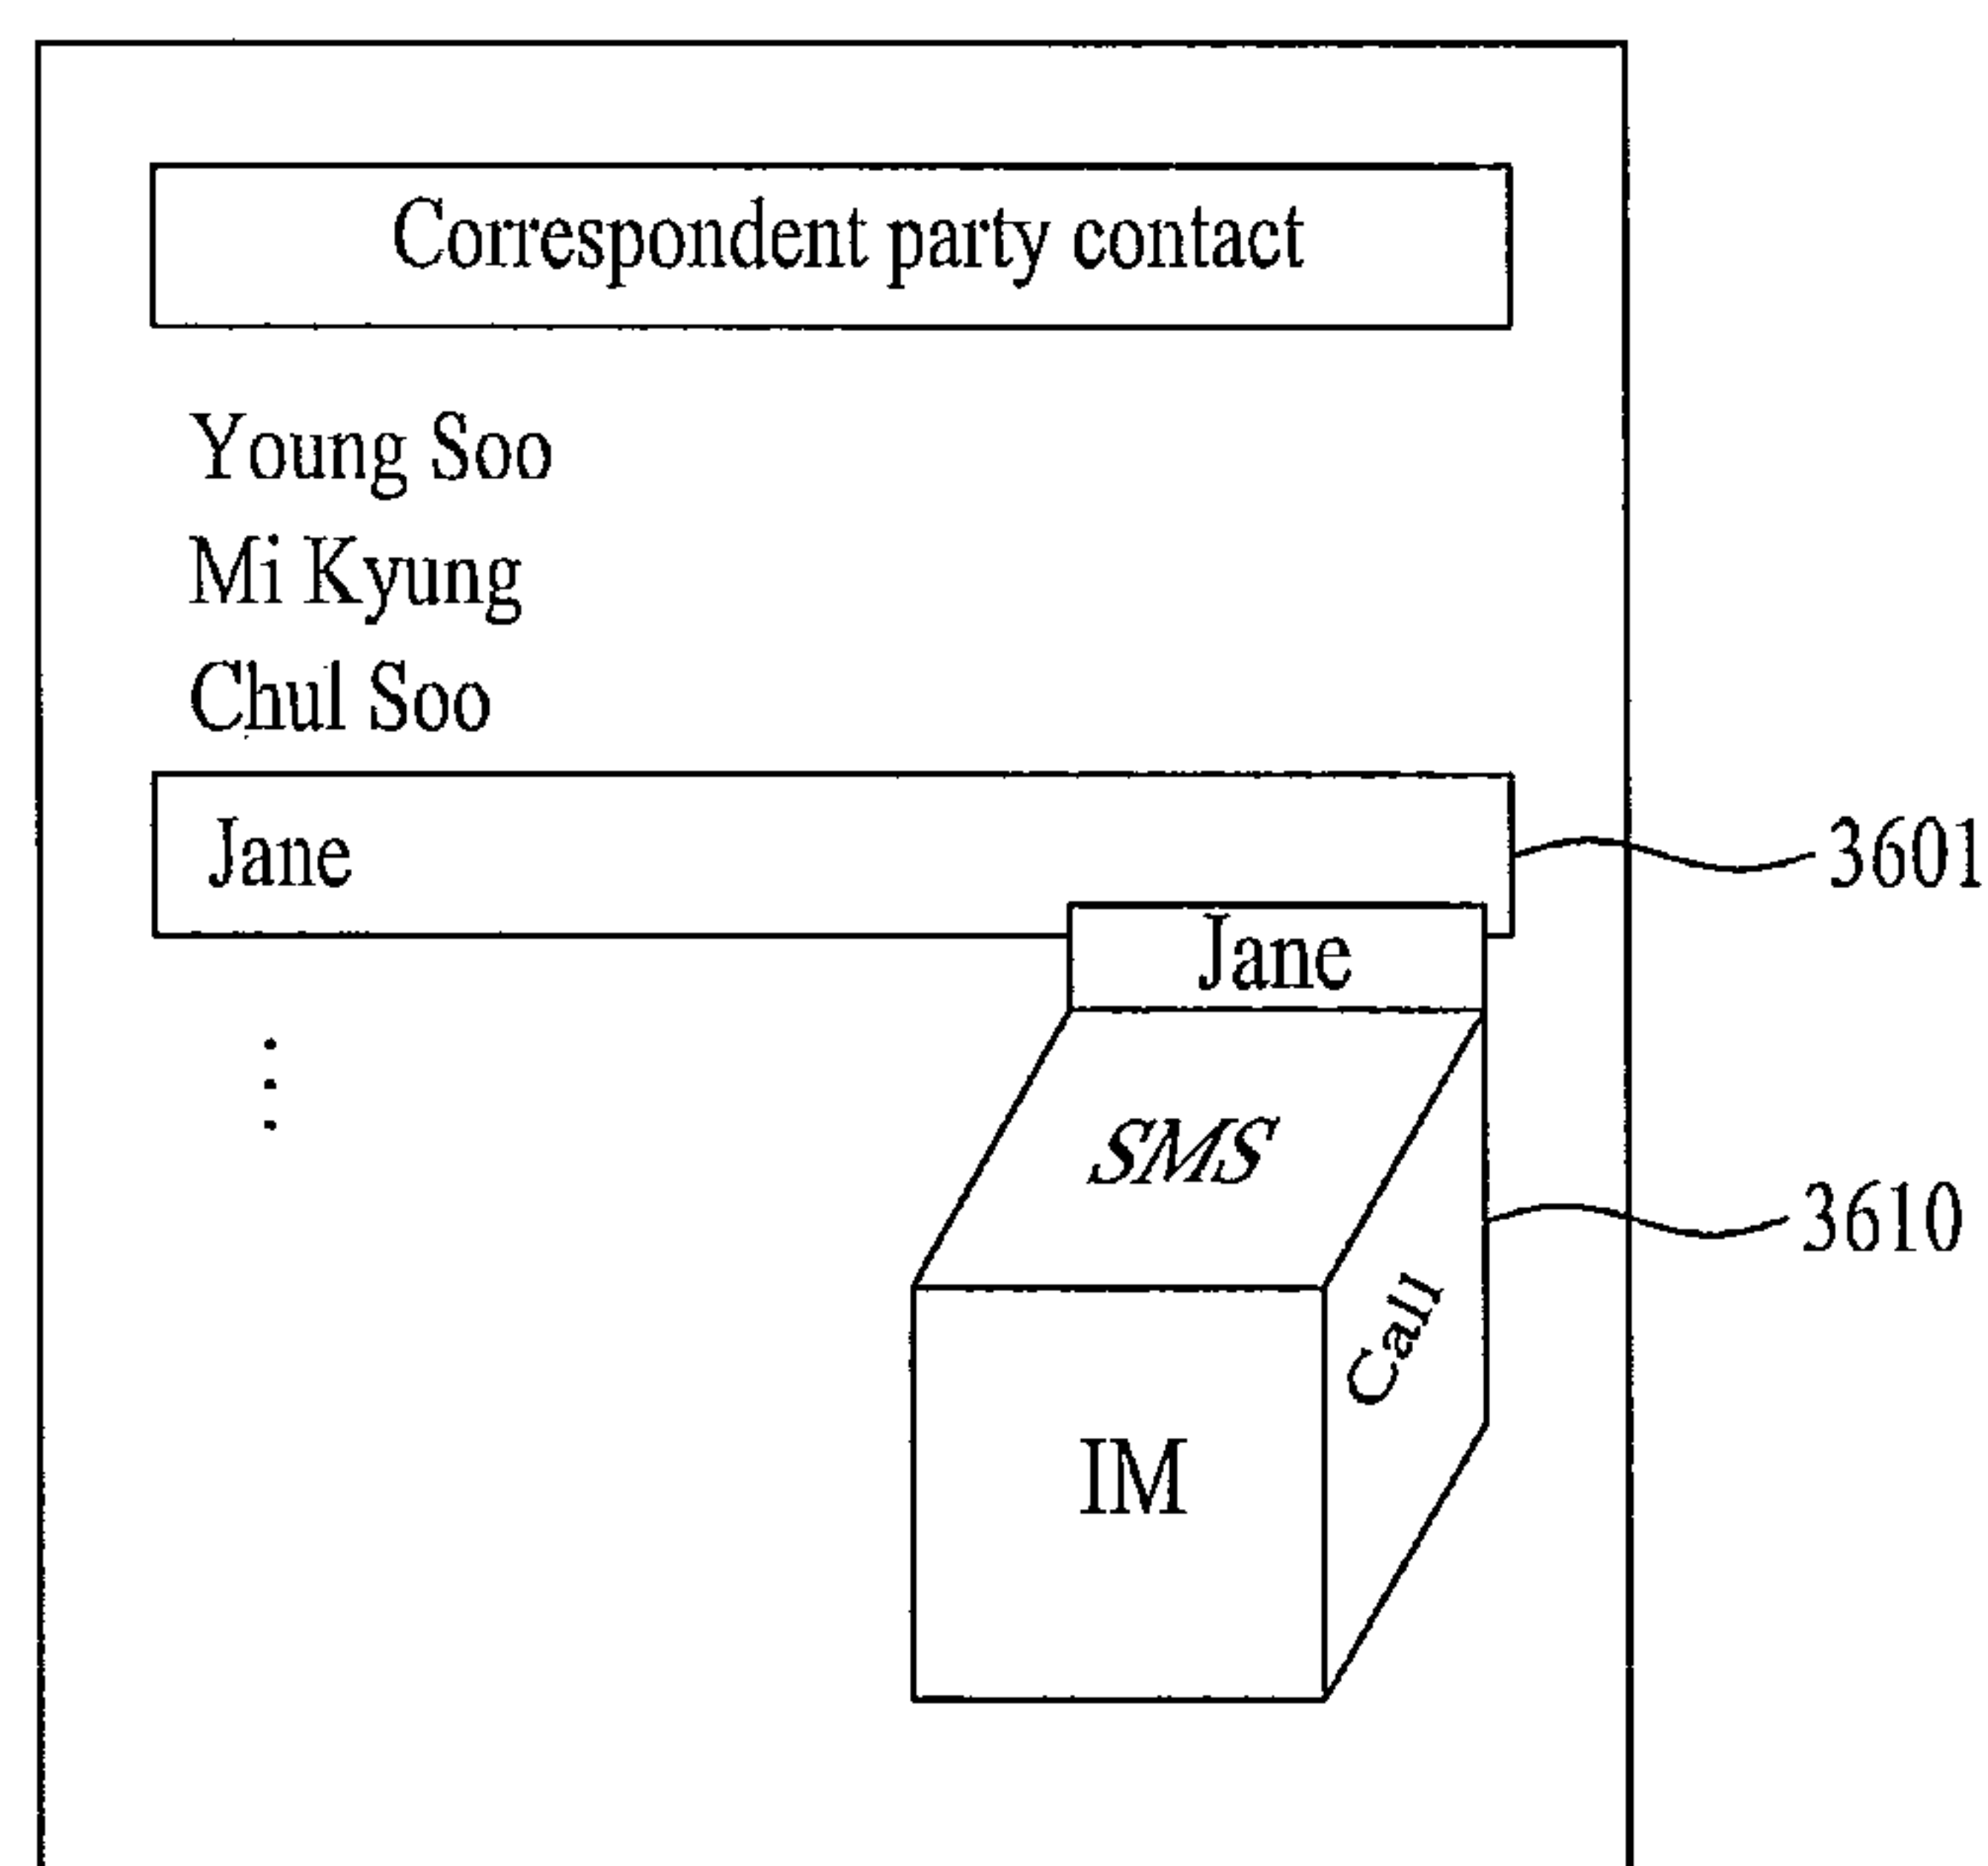 Correspondent party contact
Young Soo
Mi Kyung
Chul Soo
Jane
3601
Jane
SMS
3610
Call
IM